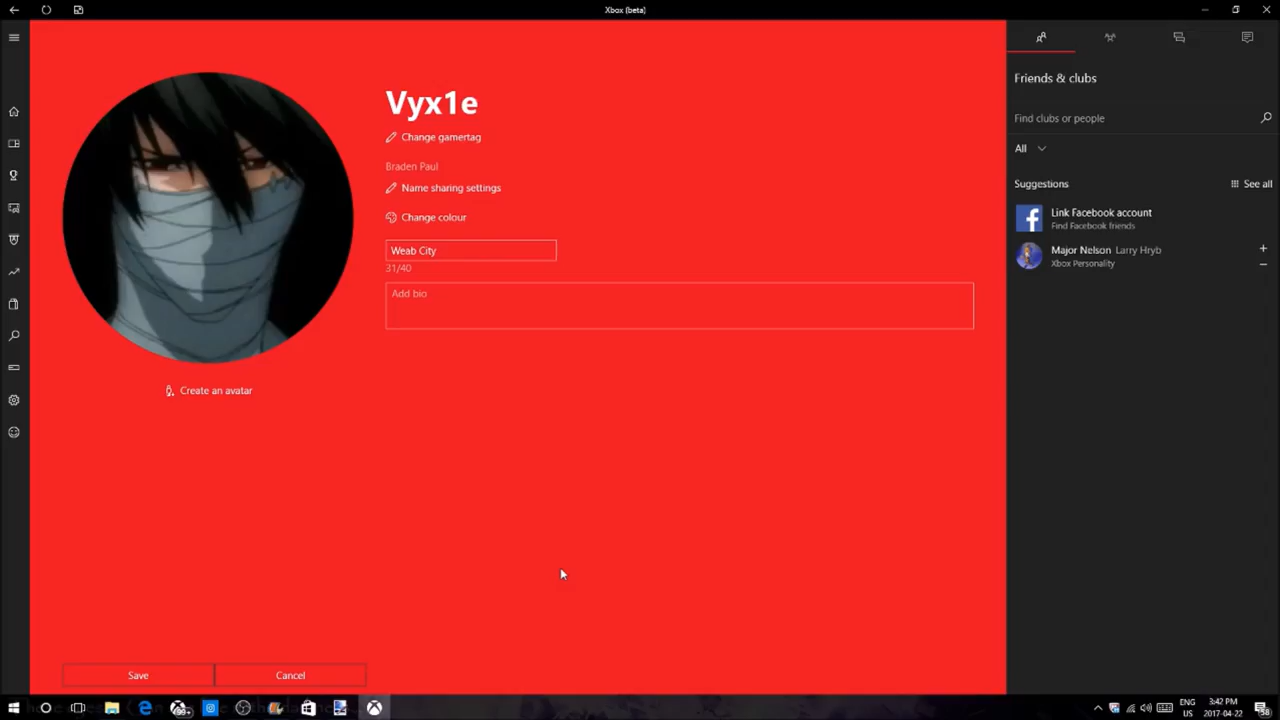 Xbox (beta)
Vyx1e
Change gamertag
Braden Paul
Name sharing settings
Change colour
Weab City
31/40
Add bio
Create an avatar
Save
Cancel
Friends & clubs
Find clubs or people
All
Suggestions
See all
Link Facebook account
Find Facebook friends
Major Nelson Larry Hryb
Xbox Personality
99+
ENG
US
3:42 PM
2017-04-22